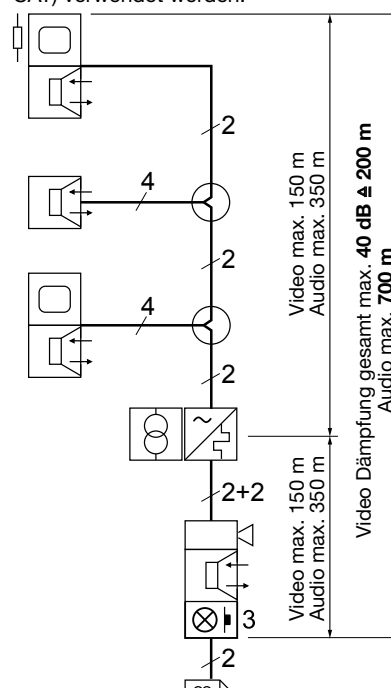 SAT) verwendet werden.
2
4
2
4
2
2+2
3
2
Video max. 150 m
Audio max. 350 m
Video max. 150 m
Audio max. 350 m
Video Dämpfung gesamt max. 40 dB ≙ 200 m
Audio max. 700 m